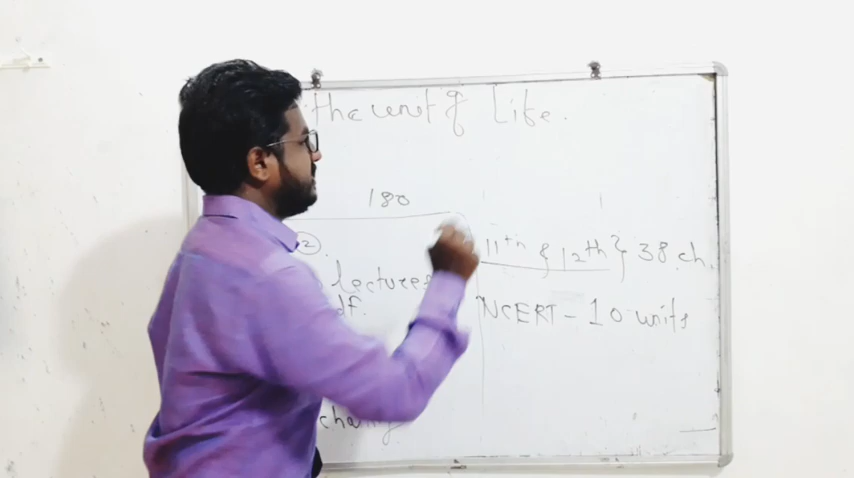 the unit of Life.
180
2
lectures
df.
11th & 12th } 38 ch.
NCERT - 10 units